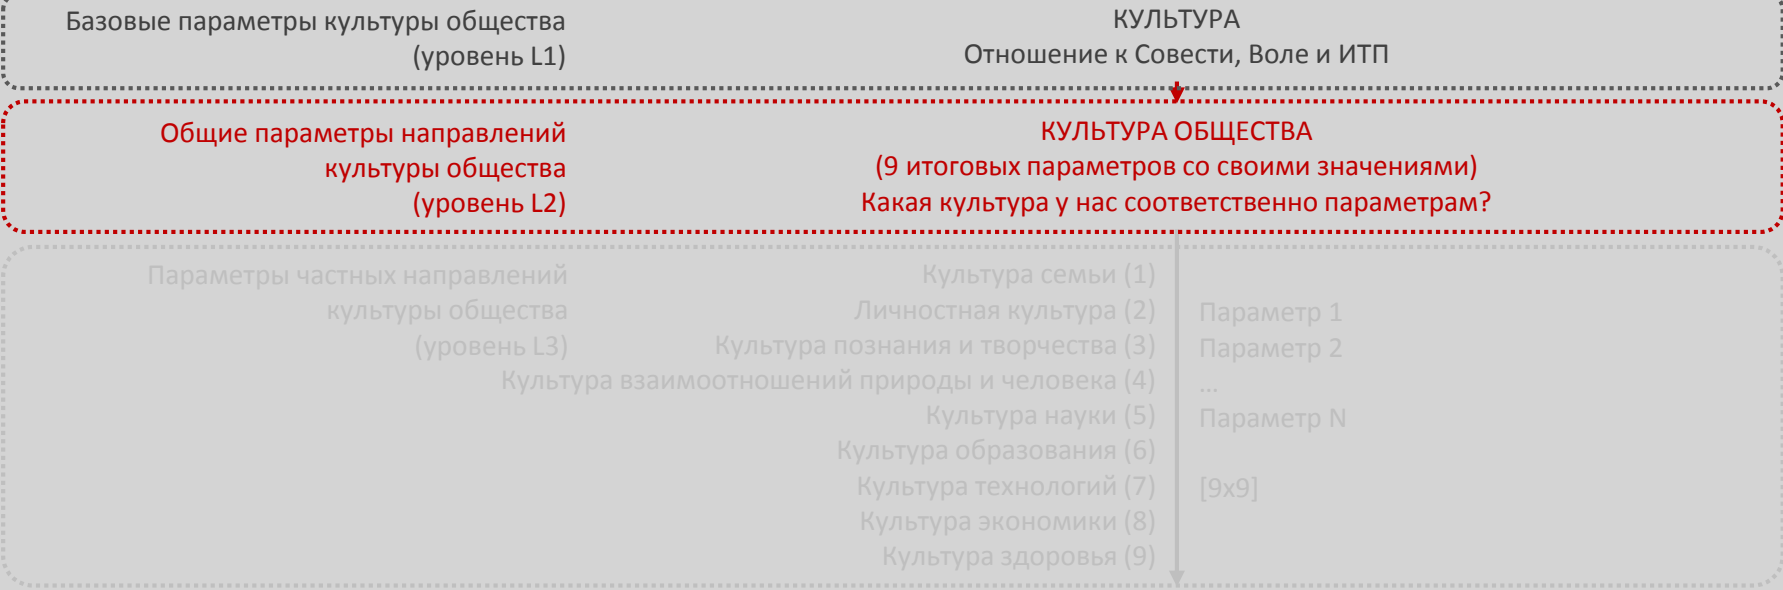 Базовые параметры культуры общества
(уровень L1)
КУЛЬТУРА
Отношение к Совести, Воле и ИТП
Общие параметры направлений
культуры общества
(уровень L2)
КУЛЬТУРА ОБЩЕСТВА
(9 итоговых параметров со своими значениями)
Какая культура у нас соответственно параметрам?
Параметры частных направлений
культуры общества
(уровень L3)
Культура семьи (1)
Личностная культура (2)
Культура познания и творчества (3)
Культура взаимоотношений природы и человека (4)
Культура науки (5)
Культура образования (6)
Культура технологий (7)
Культура экономики (8)
Культура здоровья (9)
Параметр 1
Параметр 2
...
Параметр N
[9x9]